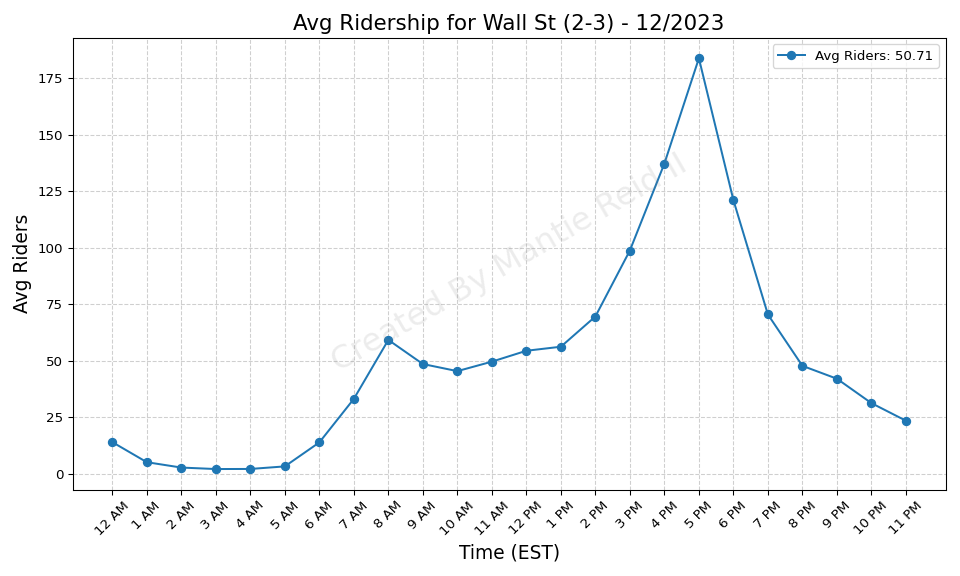 Avg Ridership for Wall St (2-3) - 12/2023
Avg Riders: 50.71
Avg Riders
175
150
125
100
75
50
25
0
Created By Mantie Reid II
12 AM
1 AM
2 AM
3 AM
4 AM
5 AM
6 AM
7 AM
8 AM
9 AM
10 AM
11 AM
12 PM
1 PM
2 PM
3 PM
4 PM
5 PM
6 PM
7 PM
8 PM
9 PM
10 PM
11 PM
Time (EST)